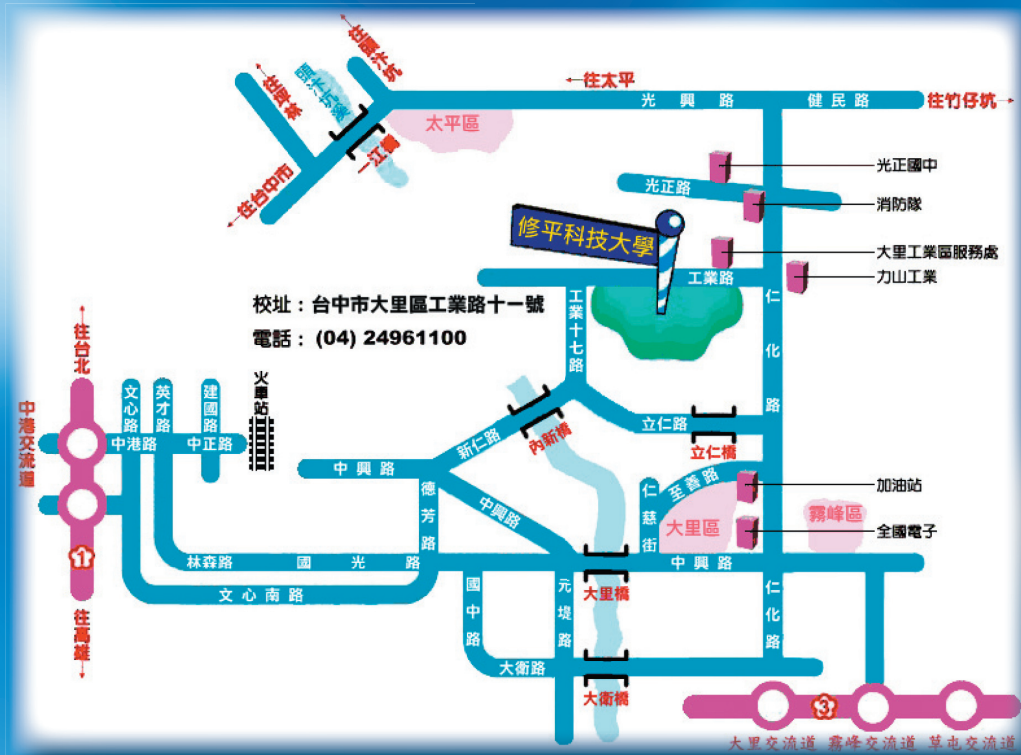 往頭汴坑
往太平
往坪林
頭汴坑溪
光興路
健民路
往竹仔坑
太平區
一江橋
光正國中
光正路
往台中市
消防隊
修平科技大學
大里工業區服務處
工業路
力山工業
校址：台中市大里區工業路十一號
電話：(04) 24961100
工業十七路
仁化路
往台北
火車站
文心路
英才路
建國路
中港交流道
中港路
中正路
新仁路
內新橋
立仁路
立仁橋
中興路
至善路
加油站
德芳路
中興路
仁慈街
大里區
霧峰區
全國電子
1
林森路
國光路
中興路
文心南路
國中路
元堤路
大里橋
仁化路
往高雄
大衛路
大衛橋
3
大里交流道
霧峰交流道
草屯交流道